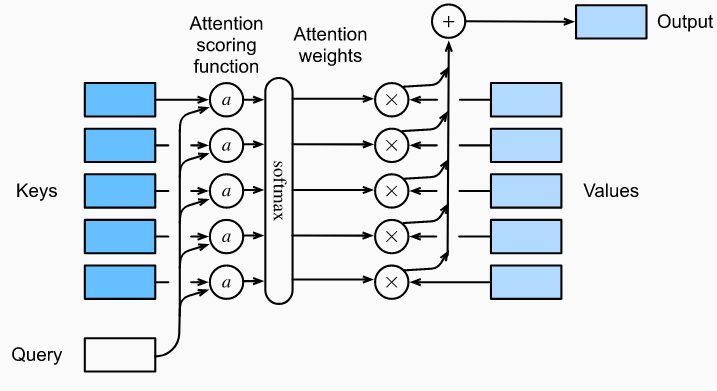 Output
Attention
scoring
function
Attention
weights
a
×
a
×
Keys
a
softmax
×
Values
a
×
a
×
Query
+